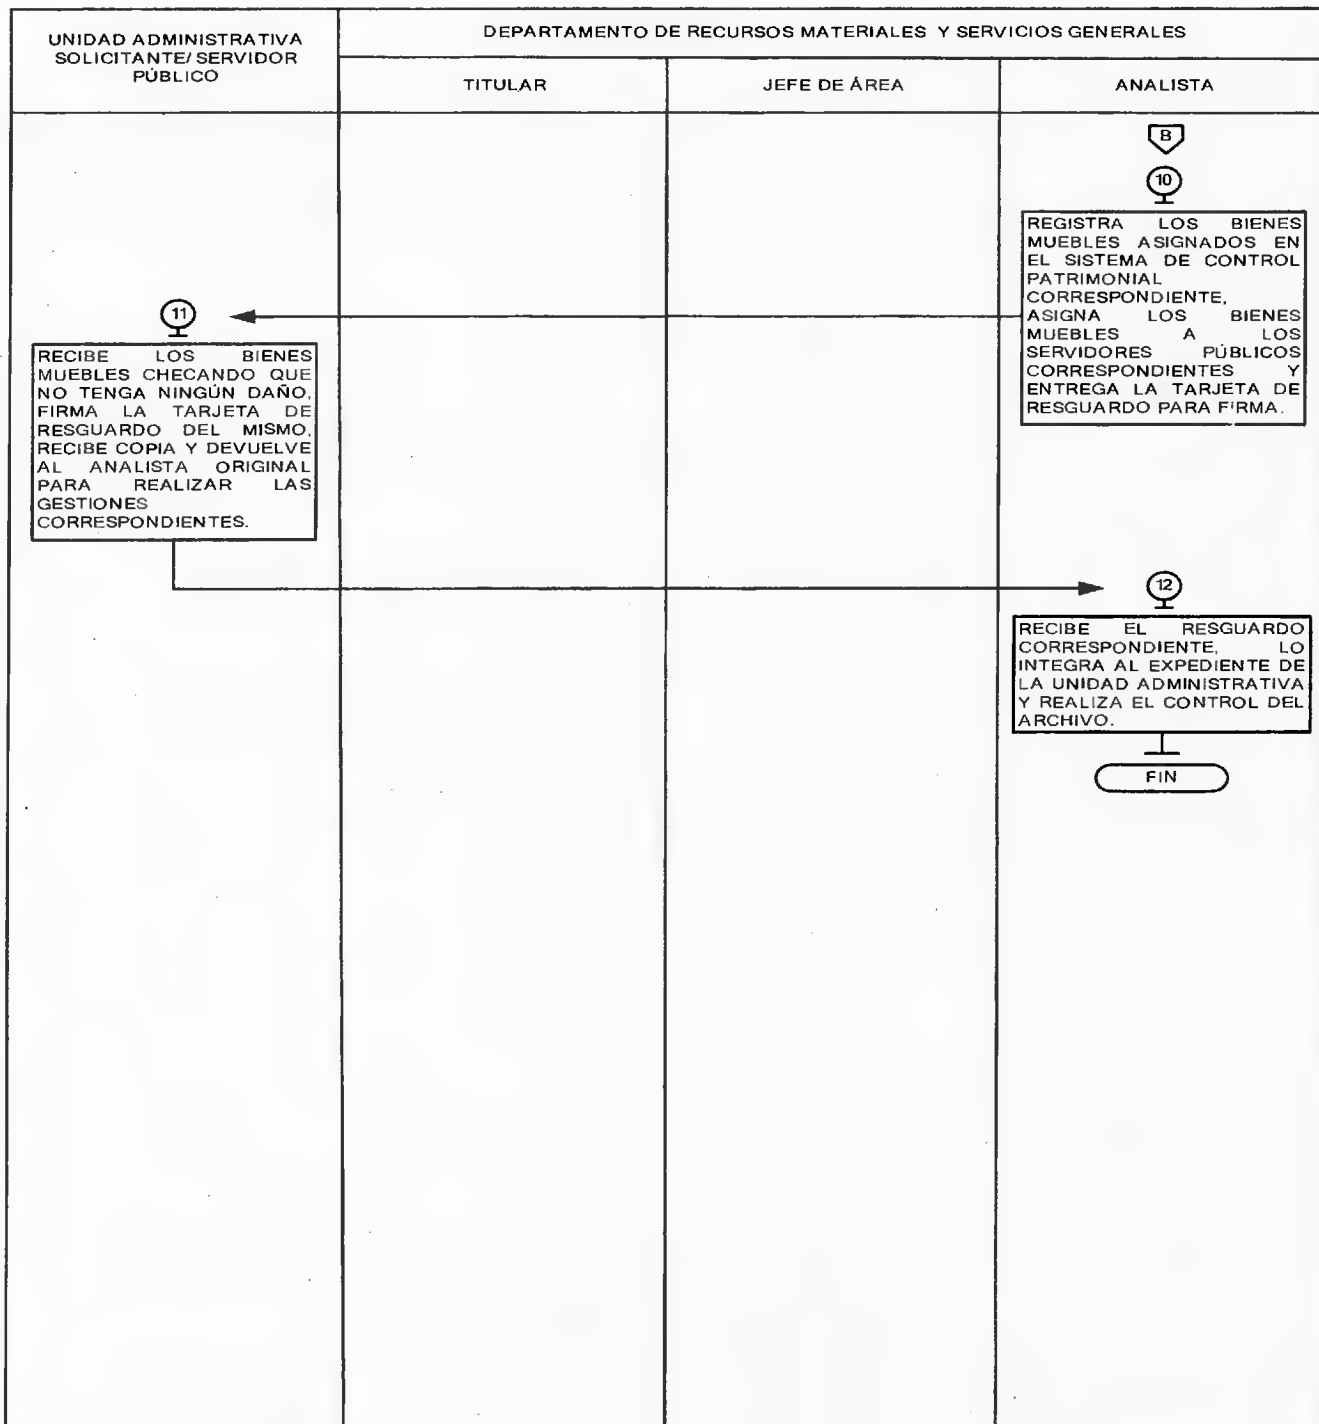 UNIDAD ADMINISTRATIVA
SOLICITANTE/ SERVIDOR
PÚBLICO
DEPARTAMENTO DE RECURSOS MATERIALES Y SERVICIOS GENERALES
TITULAR
JEFE DE ÁREA
ANALISTA
B
10
REGISTRA LOS BIENES
MUEBLES ASIGNADOS EN
EL SISTEMA DE CONTROL
PATRIMONIAL
CORRESPONDIENTE,
ASIGNA LOS BIENES
MUEBLES A LOS
SERVIDORES PÚBLICOS
CORRESPONDIENTES Y
ENTREGA LA TARJETA DE
RESGUARDO PARA FIRMA.
11
RECIBE LOS BIENES
MUEBLES CHECANDO QUE
NO TENGA NINGÚN DAÑO,
FIRMA LA TARJETA DE
RESGUARDO DEL MISMO,
RECIBE COPIA Y DEVUELVE
AL ANALISTA ORIGINAL
PARA REALIZAR LAS
GESTIONES
CORRESPONDIENTES.
12
RECIBE EL RESGUARDO
CORRESPONDIENTE, LO
INTEGRA AL EXPEDIENTE DE
LA UNIDAD ADMINISTRATIVA
Y REALIZA EL CONTROL DEL
ARCHIVO.
FIN